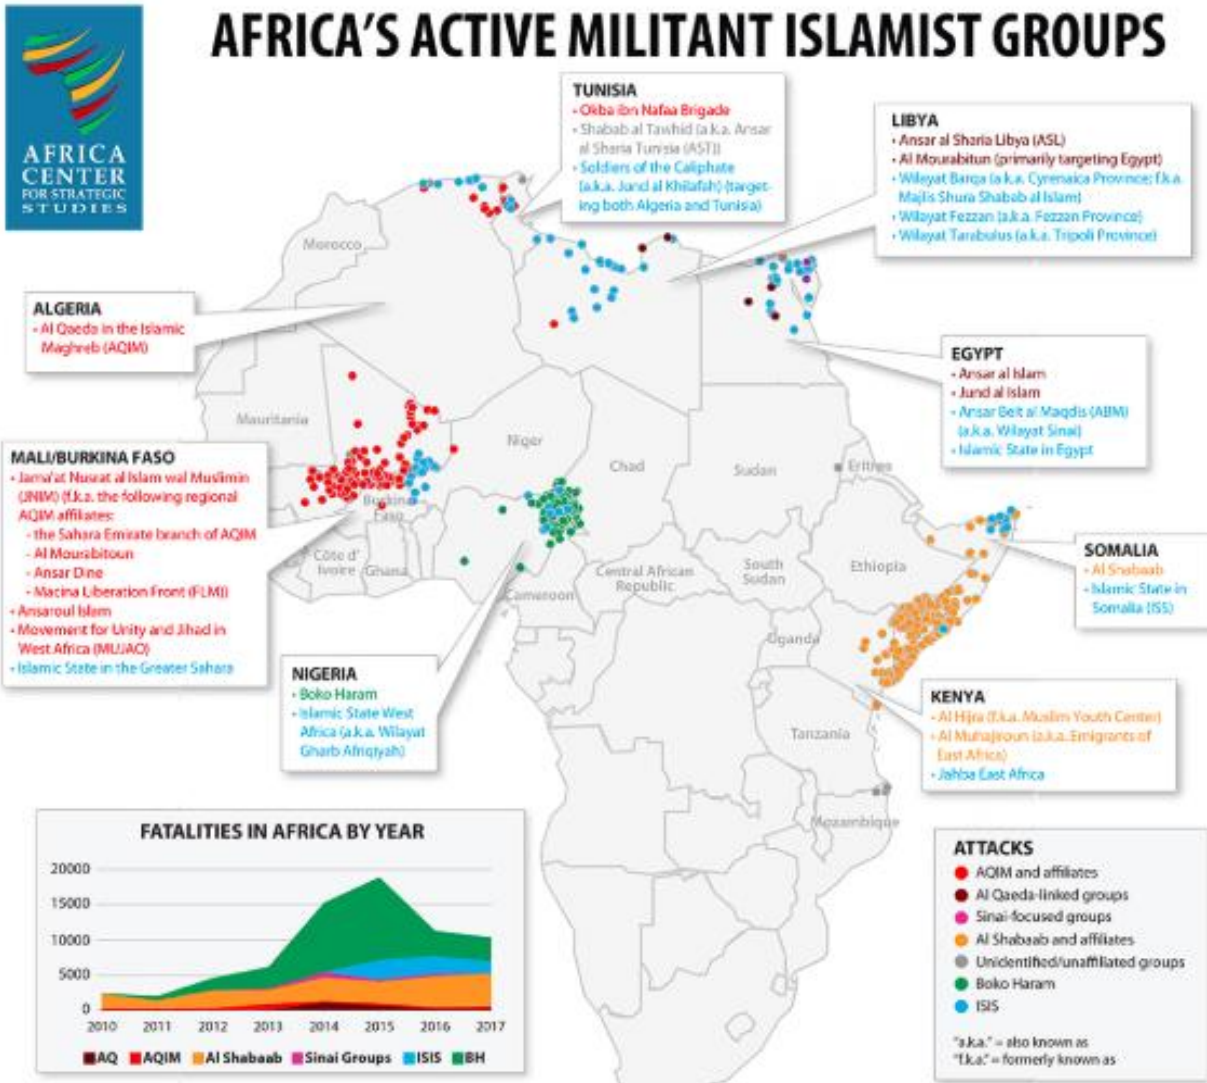 AFRICA'S ACTIVE MILITANT ISLAMIST GROUPS
AFRICA
CENTER
FOR STRATEGIC
STUDIES
TUNISIA
• Okba ibn Nafaa Brigade
• Shabab al Tawhid (a.k.a. Ansar
al Sharia Tunisia (AST))
• Soldiers of the Caliphate
(a.k.a. Jund al Khilafah) (target-
ing both Algeria and Tunisia)
LIBYA
• Ansar al Sharia Libya (ASL)
• Al Mourabitun (primarily targeting Egypt)
• Wilayat Barqa (a.k.a. Cyrenaica Province; f.k.a.
Majlis Shura Shabab al Islam)
• Wilayat Fezzan (a.k.a. Fezzan Province)
• Wilayat Tarabulus (a.k.a. Tripoli Province)
Morocco
ALGERIA
• Al Qaeda in the Islamic
Maghreb (AQIM)
EGYPT
• Ansar al Islam
• Jund al Islam
• Ansar Beit al Maqdis (ABM)
(a.k.a. Wilayat Sinai)
• Islamic State in Egypt
Mauritania
Niger
Chad
Sudan
Eritrea
MALI/BURKINA FASO
• Jama'at Nusrat al Islam wal Muslimin
(JNIM) (f.k.a. the following regional
AQIM affiliates:
- the Sahara Emirate branch of AQIM
- Al Mourabitoun
- Ansar Dine
- Macina Liberation Front (FLM))
• Ansaroul Islam
• Movement for Unity and Jihad in
West Africa (MUJAO)
• Islamic State in the Greater Sahara
Burkina
Faso
Côte d'
Ivoire
Ghana
Cameroon
Central African
Republic
South
Sudan
Ethiopia
Uganda
SOMALIA
• Al Shabaab
• Islamic State in
Somalia (ISS)
NIGERIA
• Boko Haram
• Islamic State West
Africa (a.k.a. Wilayat
Gharb Afriqiyah)
KENYA
• Al Hijra (f.k.a. Muslim Youth Center)
• Al Muhajiroun (a.k.a. Emigrants of
East Africa)
• Jahba East Africa
Tanzania
Mozambique
FATALITIES IN AFRICA BY YEAR
20000
15000
10000
5000
0
2010 2011 2012 2013 2014 2015 2016 2017
AQ AQIM Al Shabaab Sinai Groups ISIS BH
ATTACKS
AQIM and affiliates
Al Qaeda-linked groups
Sinai-focused groups
Al Shabaab and affiliates
Unidentified/unaffiliated groups
Boko Haram
ISIS
"a.k.a." = also known as
"f.k.a." = formerly known as